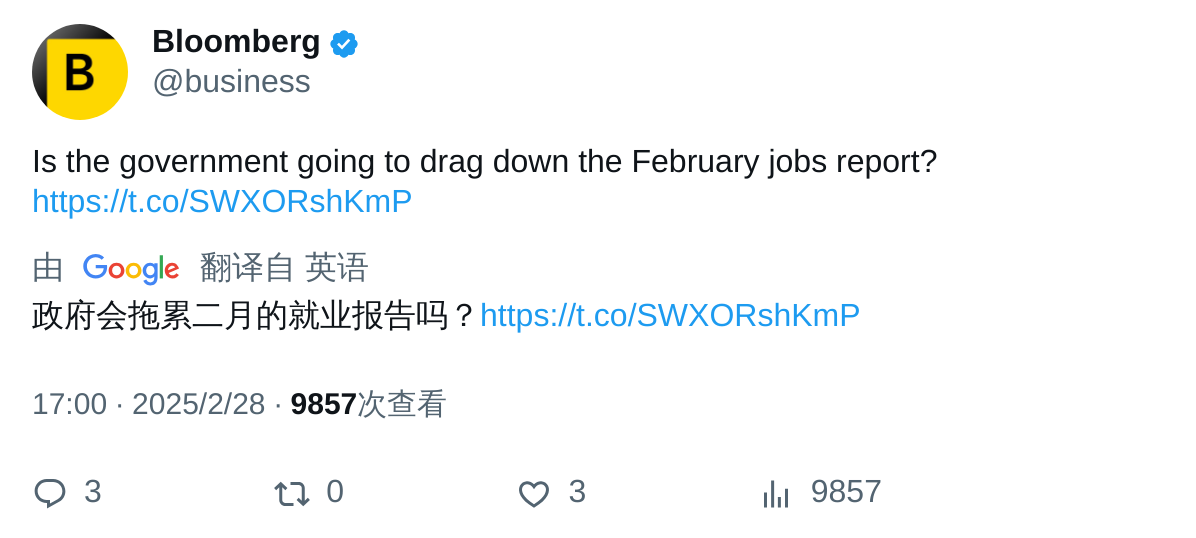 B
Bloomberg
@business
Is the government going to drag down the February jobs report?
https://t.co/SWXORshKmP
由 Google 翻译自 英语
政府会拖累二月的就业报告吗？https://t.co/SWXORshKmP
17:00 · 2025/2/28 · 9857次查看
3 0 3 9857